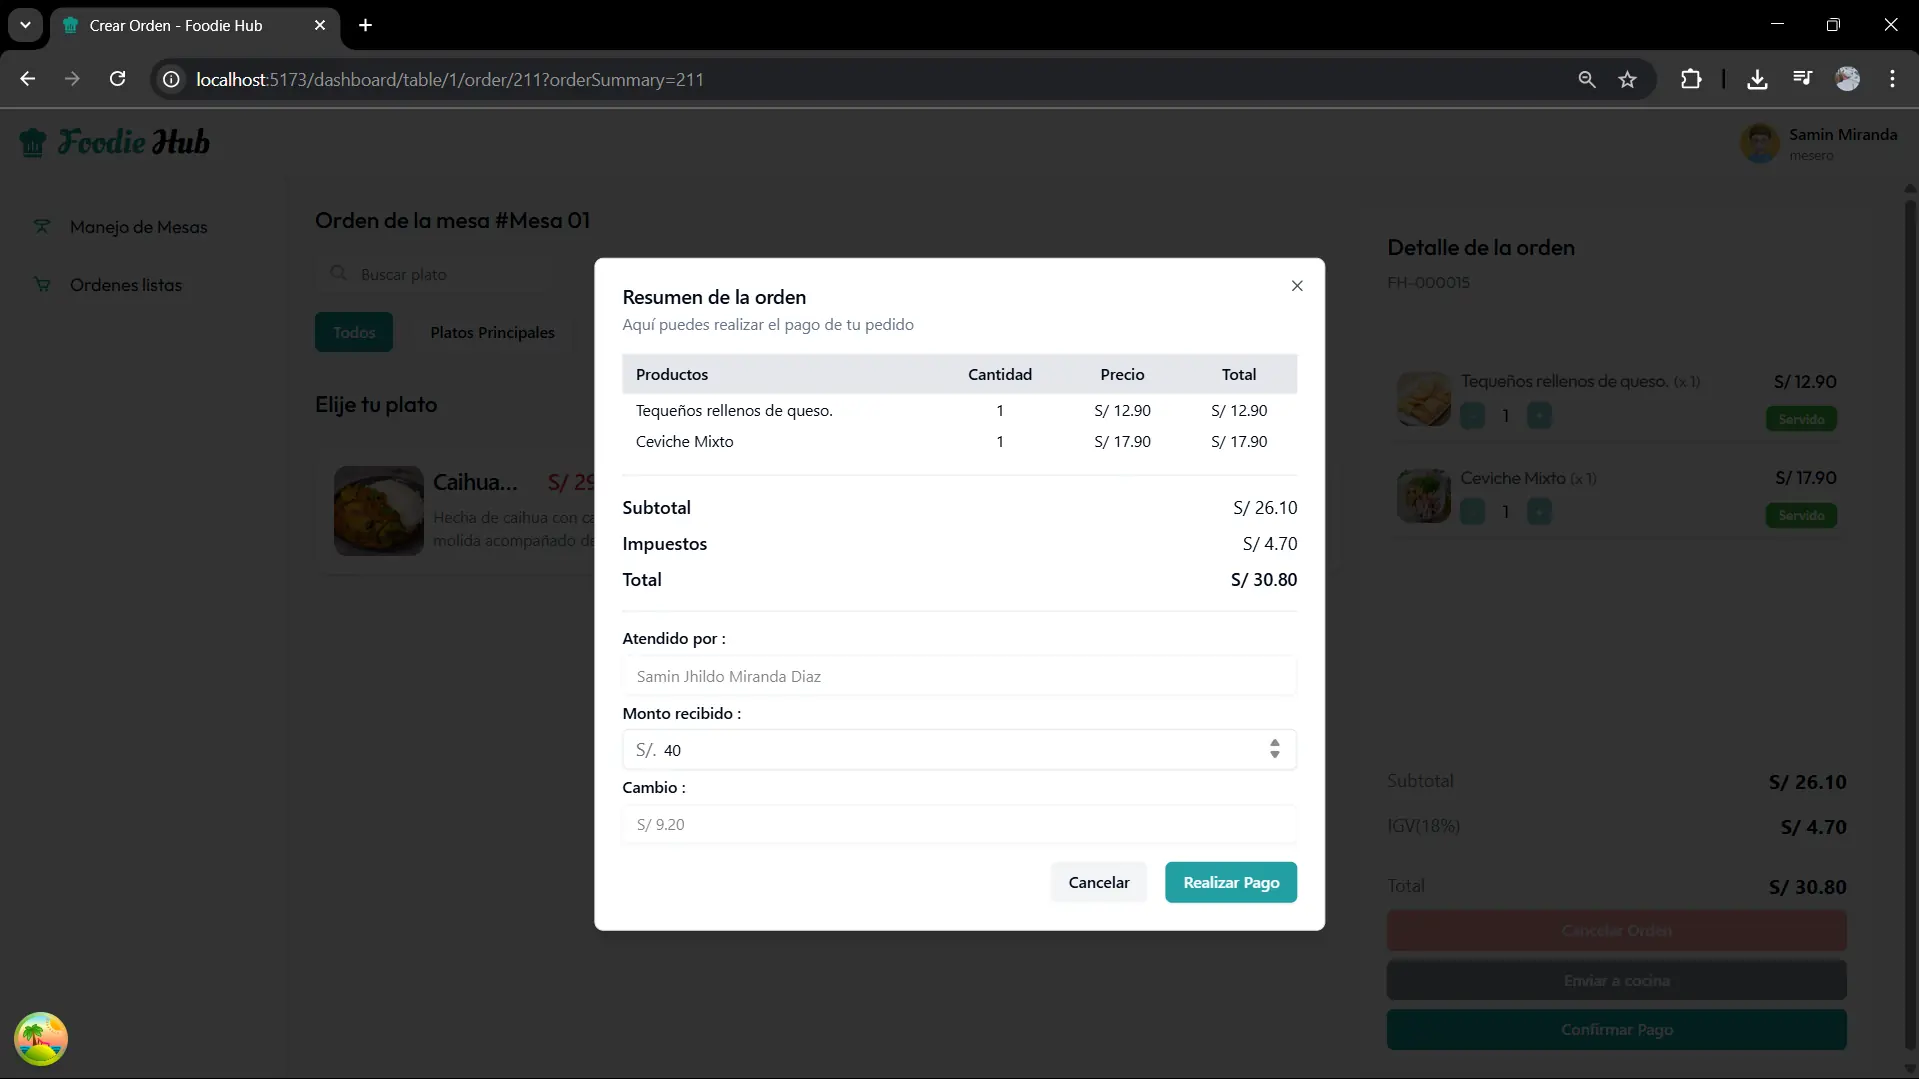 Crear Orden - Foodie Hub
localhost:5173/dashboard/table/1/order/211?orderSummary=211
Foodie Hub
Samin Miranda
mesero
Manejo de Mesas
Ordenes listas
Orden de la mesa #Mesa 01
Buscar plato
Todos
Platos Principales
Elije tu plato
Caihua... S/ 29
Hecha de caihua con ca
molida acompañado de
Resumen de la orden
Aquí puedes realizar el pago de tu pedido
Productos Cantidad Precio Total
Tequeños rellenos de queso. 1 S/ 12.90 S/ 12.90
Ceviche Mixto 1 S/ 17.90 S/ 17.90
Subtotal S/ 26.10
Impuestos S/ 4.70
Total S/ 30.80
Atendido por :
Samin Jhildo Miranda Diaz
Monto recibido :
S/. 40
Cambio :
S/ 9.20
Cancelar
Realizar Pago
Detalle de la orden
FH-000015
Tequeños rellenos de queso. (x 1) S/ 12.90
- 1 + Servido
Ceviche Mixto (x 1) S/ 17.90
- 1 + Servido
Subtotal S/ 26.10
IGV(18%) S/ 4.70
Total S/ 30.80
Cancelar Orden
Enviar a cocina
Confirmar Pago